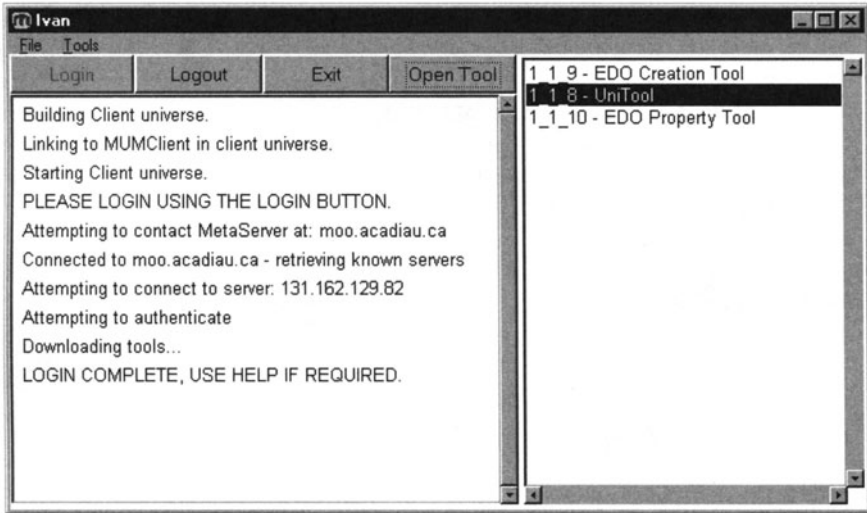 Ivan
File Tools
Login Logout Exit Open Tool
Building Client universe.
Linking to MUMClient in client universe.
Starting Client universe.
PLEASE LOGIN USING THE LOGIN BUTTON.
Attempting to contact MetaServer at: moo.acadiau.ca
Connected to moo.acadiau.ca - retrieving known servers
Attempting to connect to server: 131.162.129.82
Attempting to authenticate
Downloading tools...
LOGIN COMPLETE, USE HELP IF REQUIRED.
1_1_9 - EDO Creation Tool
1_1_8 - UniTool
1_1_10 - EDO Property Tool